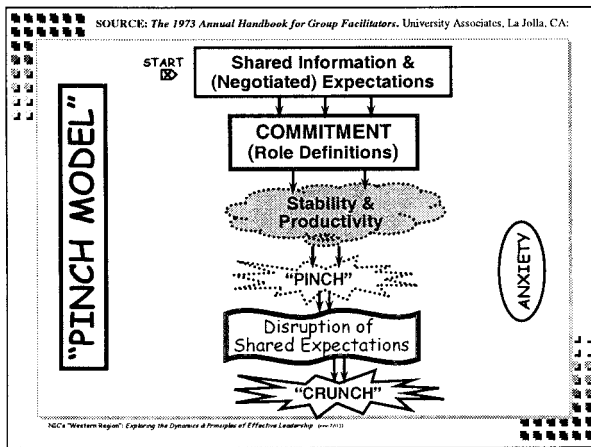 SOURCE: The 1973 Annual Handbook for Group Facilitators. University Associates, La Jolla, CA:
START
Shared Information &
(Negotiated) Expectations
COMMITMENT
(Role Definitions)
Stability &
Productivity
"PINCH"
Disruption of
Shared Expectations
"CRUNCH"
"PINCH MODEL"
ANXIETY
"Western Region": Exploring the Dynamics & Principles of Effective Leadership